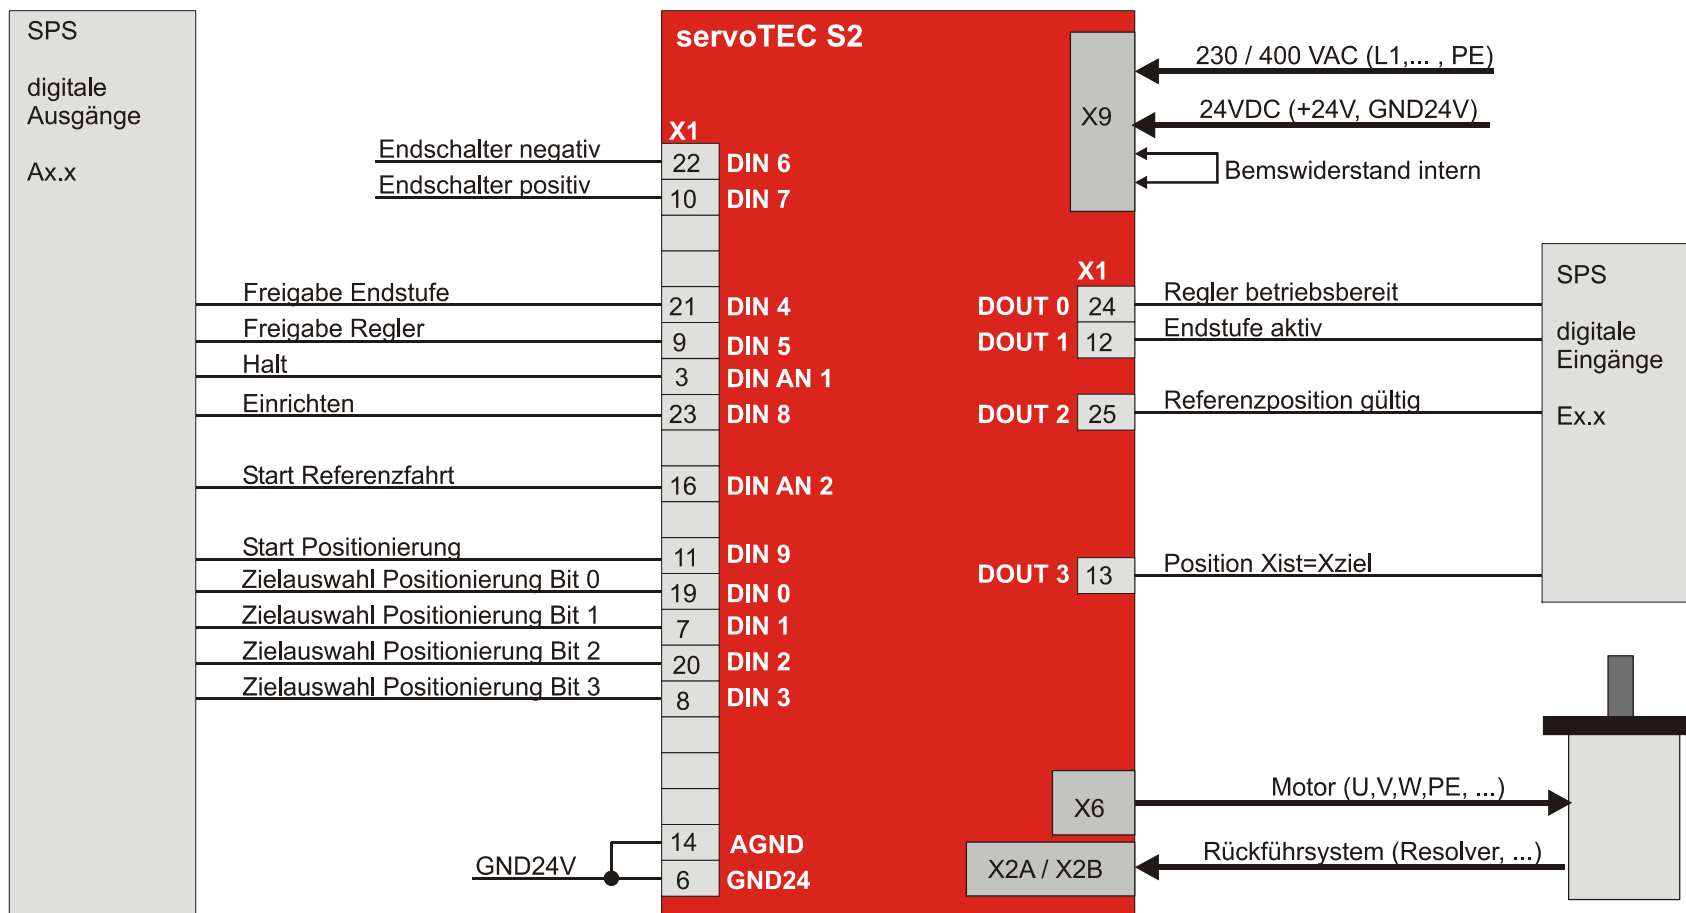 SPS
digitale
Ausgänge
Ax.x
servoTEC S2
X1
Endschalter negativ
22 DIN 6
Endschalter positiv
10 DIN 7
Freigabe Endstufe
21 DIN 4
Freigabe Regler
9 DIN 5
Halt
3 DIN AN 1
Einrichten
23 DIN 8
Start Referenzfahrt
16 DIN AN 2
Start Positionierung
11 DIN 9
Zielauswahl Positionierung Bit 0
19 DIN 0
Zielauswahl Positionierung Bit 1
7 DIN 1
Zielauswahl Positionierung Bit 2
20 DIN 2
Zielauswahl Positionierung Bit 3
8 DIN 3
14 AGND
GND24V
6 GND24
X9
230 / 400 VAC (L1,... , PE)
24VDC (+24V, GND24V)
Bemswiderstand intern
X1
DOUT 0 24 Regler betriebsbereit
DOUT 1 12 Endstufe aktiv
DOUT 2 25 Referenzposition gültig
DOUT 3 13 Position Xist=Xziel
SPS
digitale
Eingänge
Ex.x
X6 Motor (U,V,W,PE, ...)
X2A / X2B Rückführsystem (Resolver, ...)